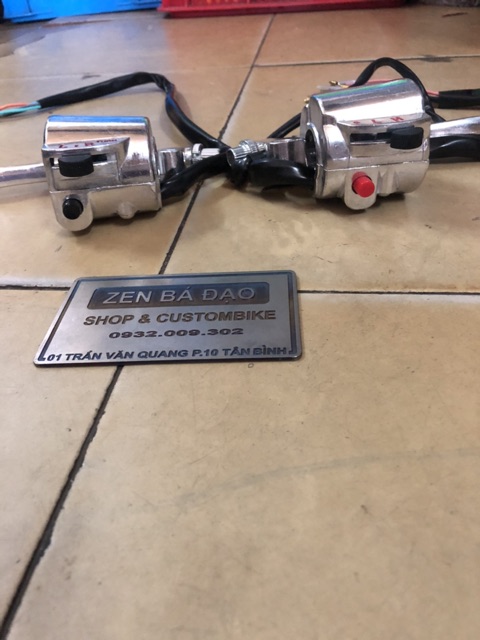 ZEN BÁ ĐẠO
SHOP & CUSTOMBIKE
0932.009.302
01 TRẦN VĂN QUANG P.10 TÂN BÌNH